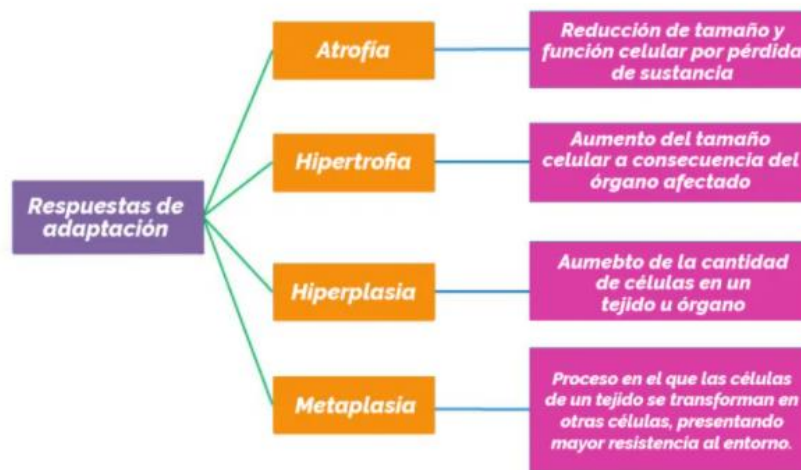 Respuestas de
adaptación
Atrofía
Reducción de tamaño y
función celular por pérdida
de sustancia
Hipertrofia
Aumento del tamaño
celular a consecuencia del
órgano afectado
Hiperplasia
Aumebto de la cantidad
de células en un
tejido u órgano
Metaplasia
Proceso en el que las células
de un tejido se transforman en
otras células, presentando
mayor resistencia al entorno.